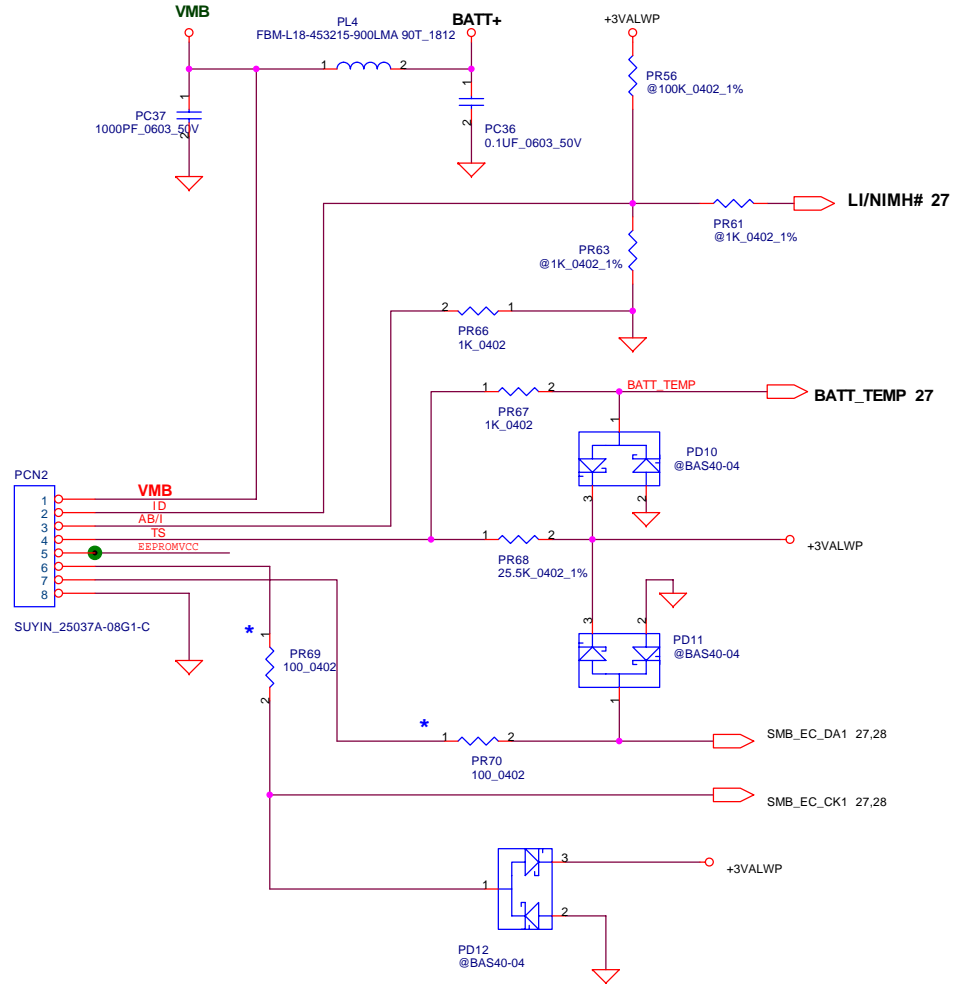 VMB
PL4
FBM-L18-453215-900LMA 90T_1812
BATT+
+3VALWP
1 2
1
2
PC37
1000PF_0603_50V
1
2
PC36
0.1UF_0603_50V
PR56
@100K_0402_1%
LI/NIMH# 27
PR61
@1K_0402_1%
PR63
@1K_0402_1%
2 1
PR66
1K_0402
1 2
PR67
1K_0402
BATT_TEMP
BATT_TEMP 27
1
PD10
@BAS40-04
3 2
PCN2
1
2
3
4
5
6
7
8
VMB
ID
AB/I
TS
EEPROMVCC
SUYIN_25037A-08G1-C
1 2
PR68
25.5K_0402_1%
+3VALWP
3 2
PD11
@BAS40-04
1
* 1
PR69
100_0402
2
*
1 2
PR70
100_0402
SMB_EC_DA1 27,28
SMB_EC_CK1 27,28
1
3
2
+3VALWP
PD12
@BAS40-04